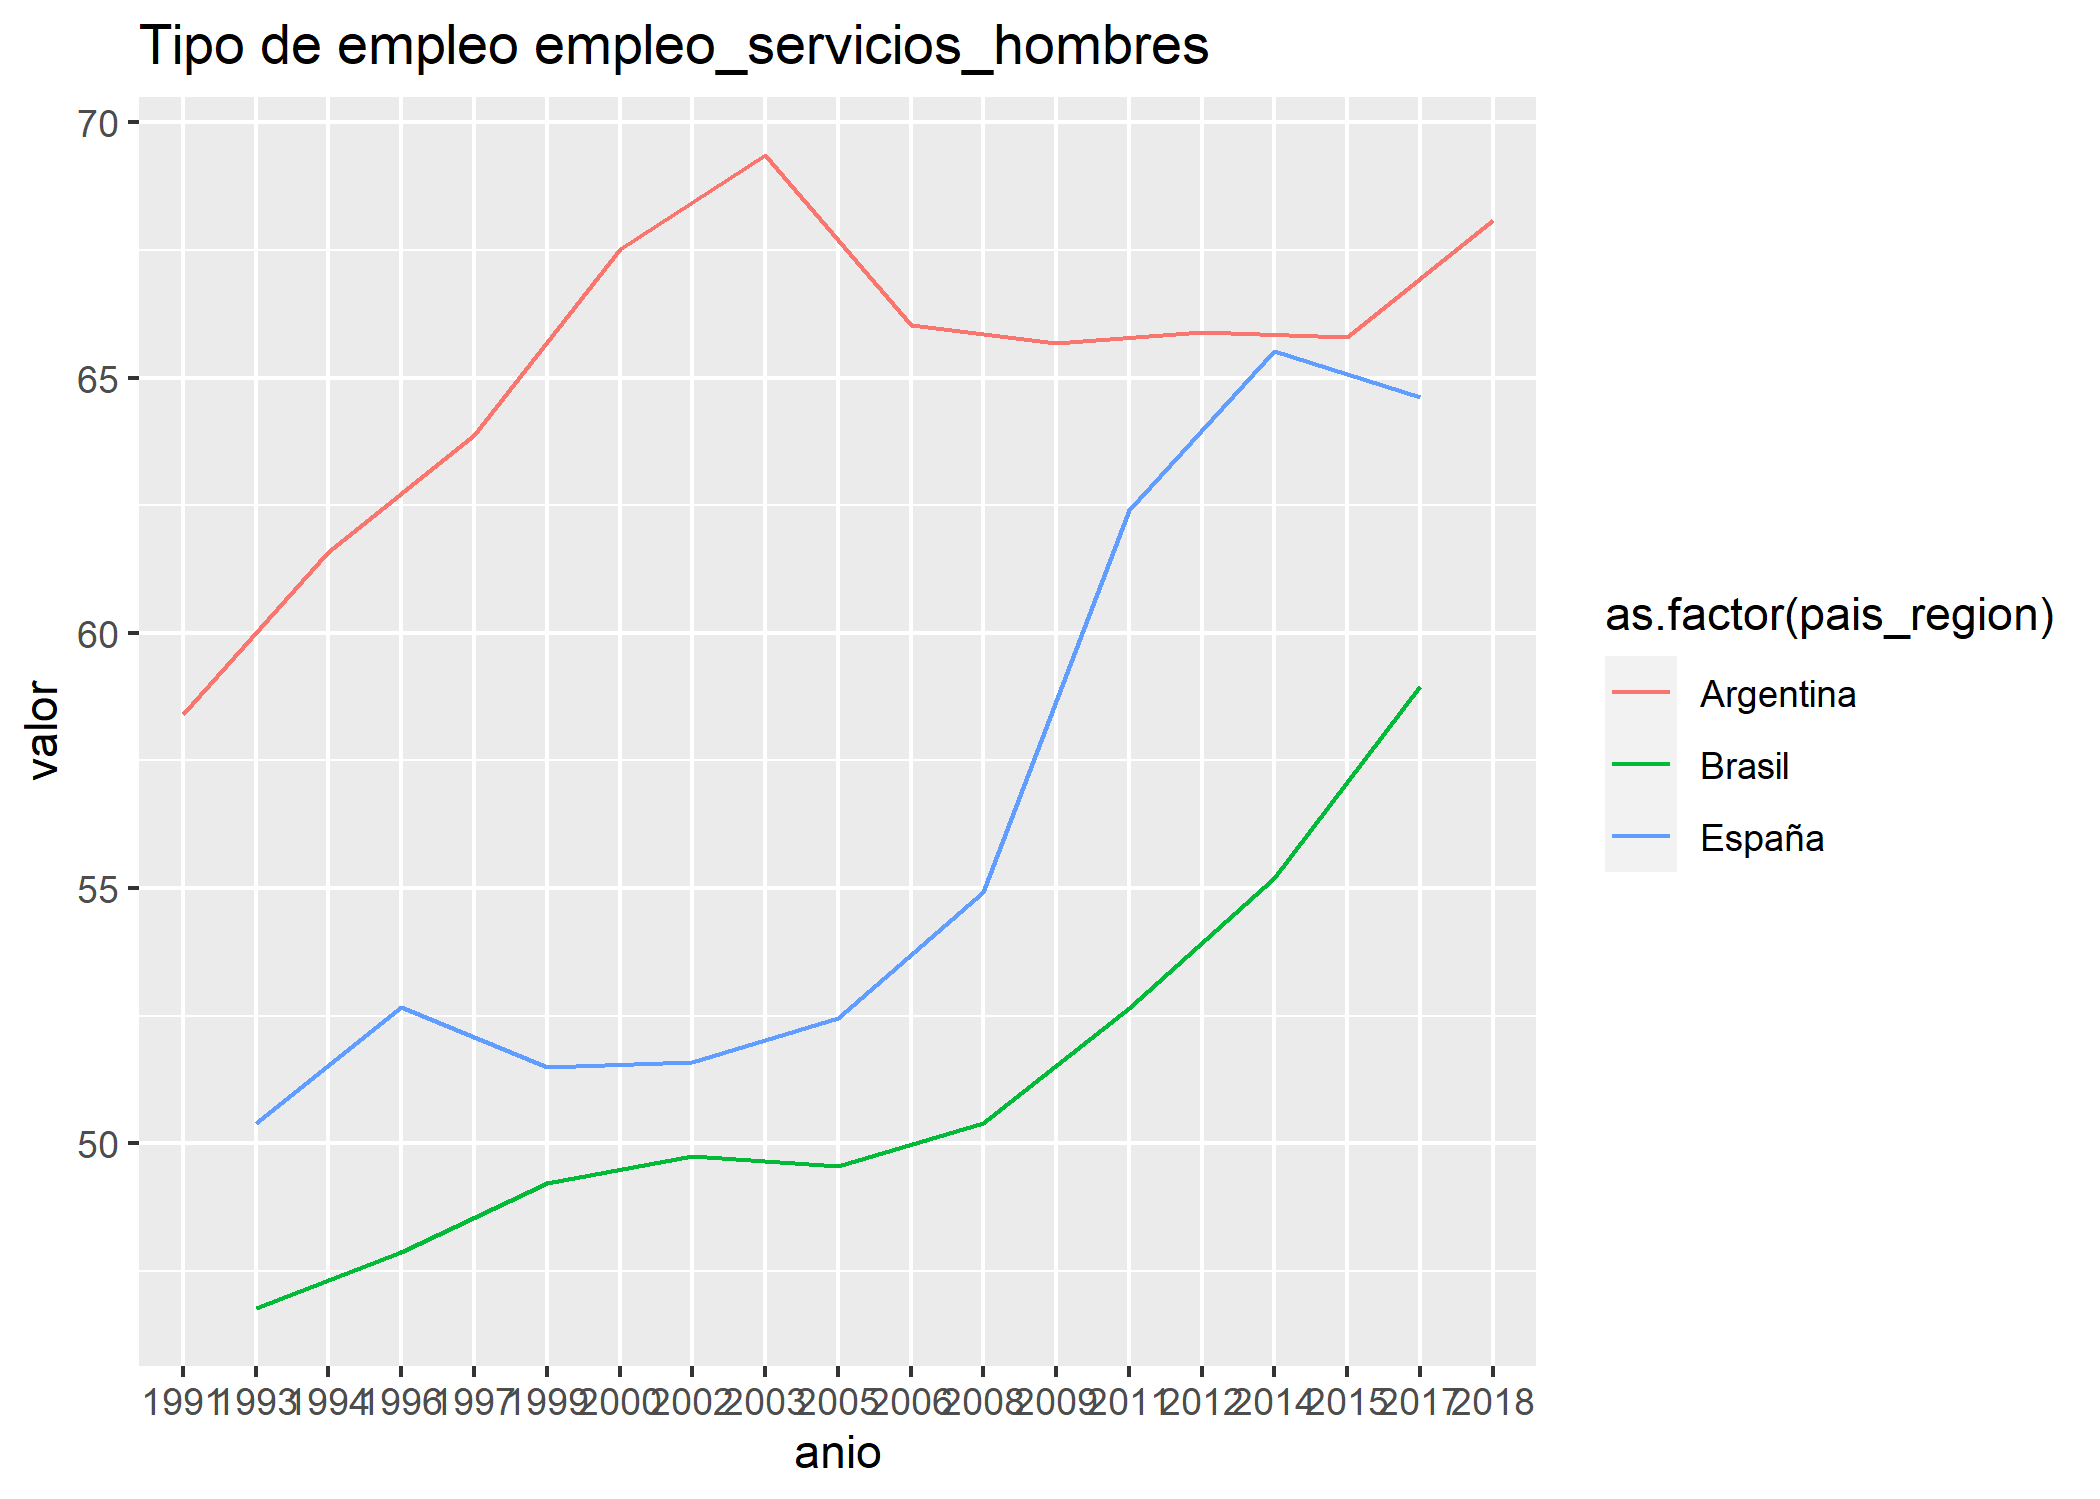 Tipo de empleo empleo_servicios_hombres
70
65
60
55
50
valor
1991 1993 1994 1996 1997 1999 2000 2002 2003 2005 2006 2008 2009 2011 2012 2014 2015 2017 2018
anio
as.factor(pais_region)
Argentina
Brasil
España